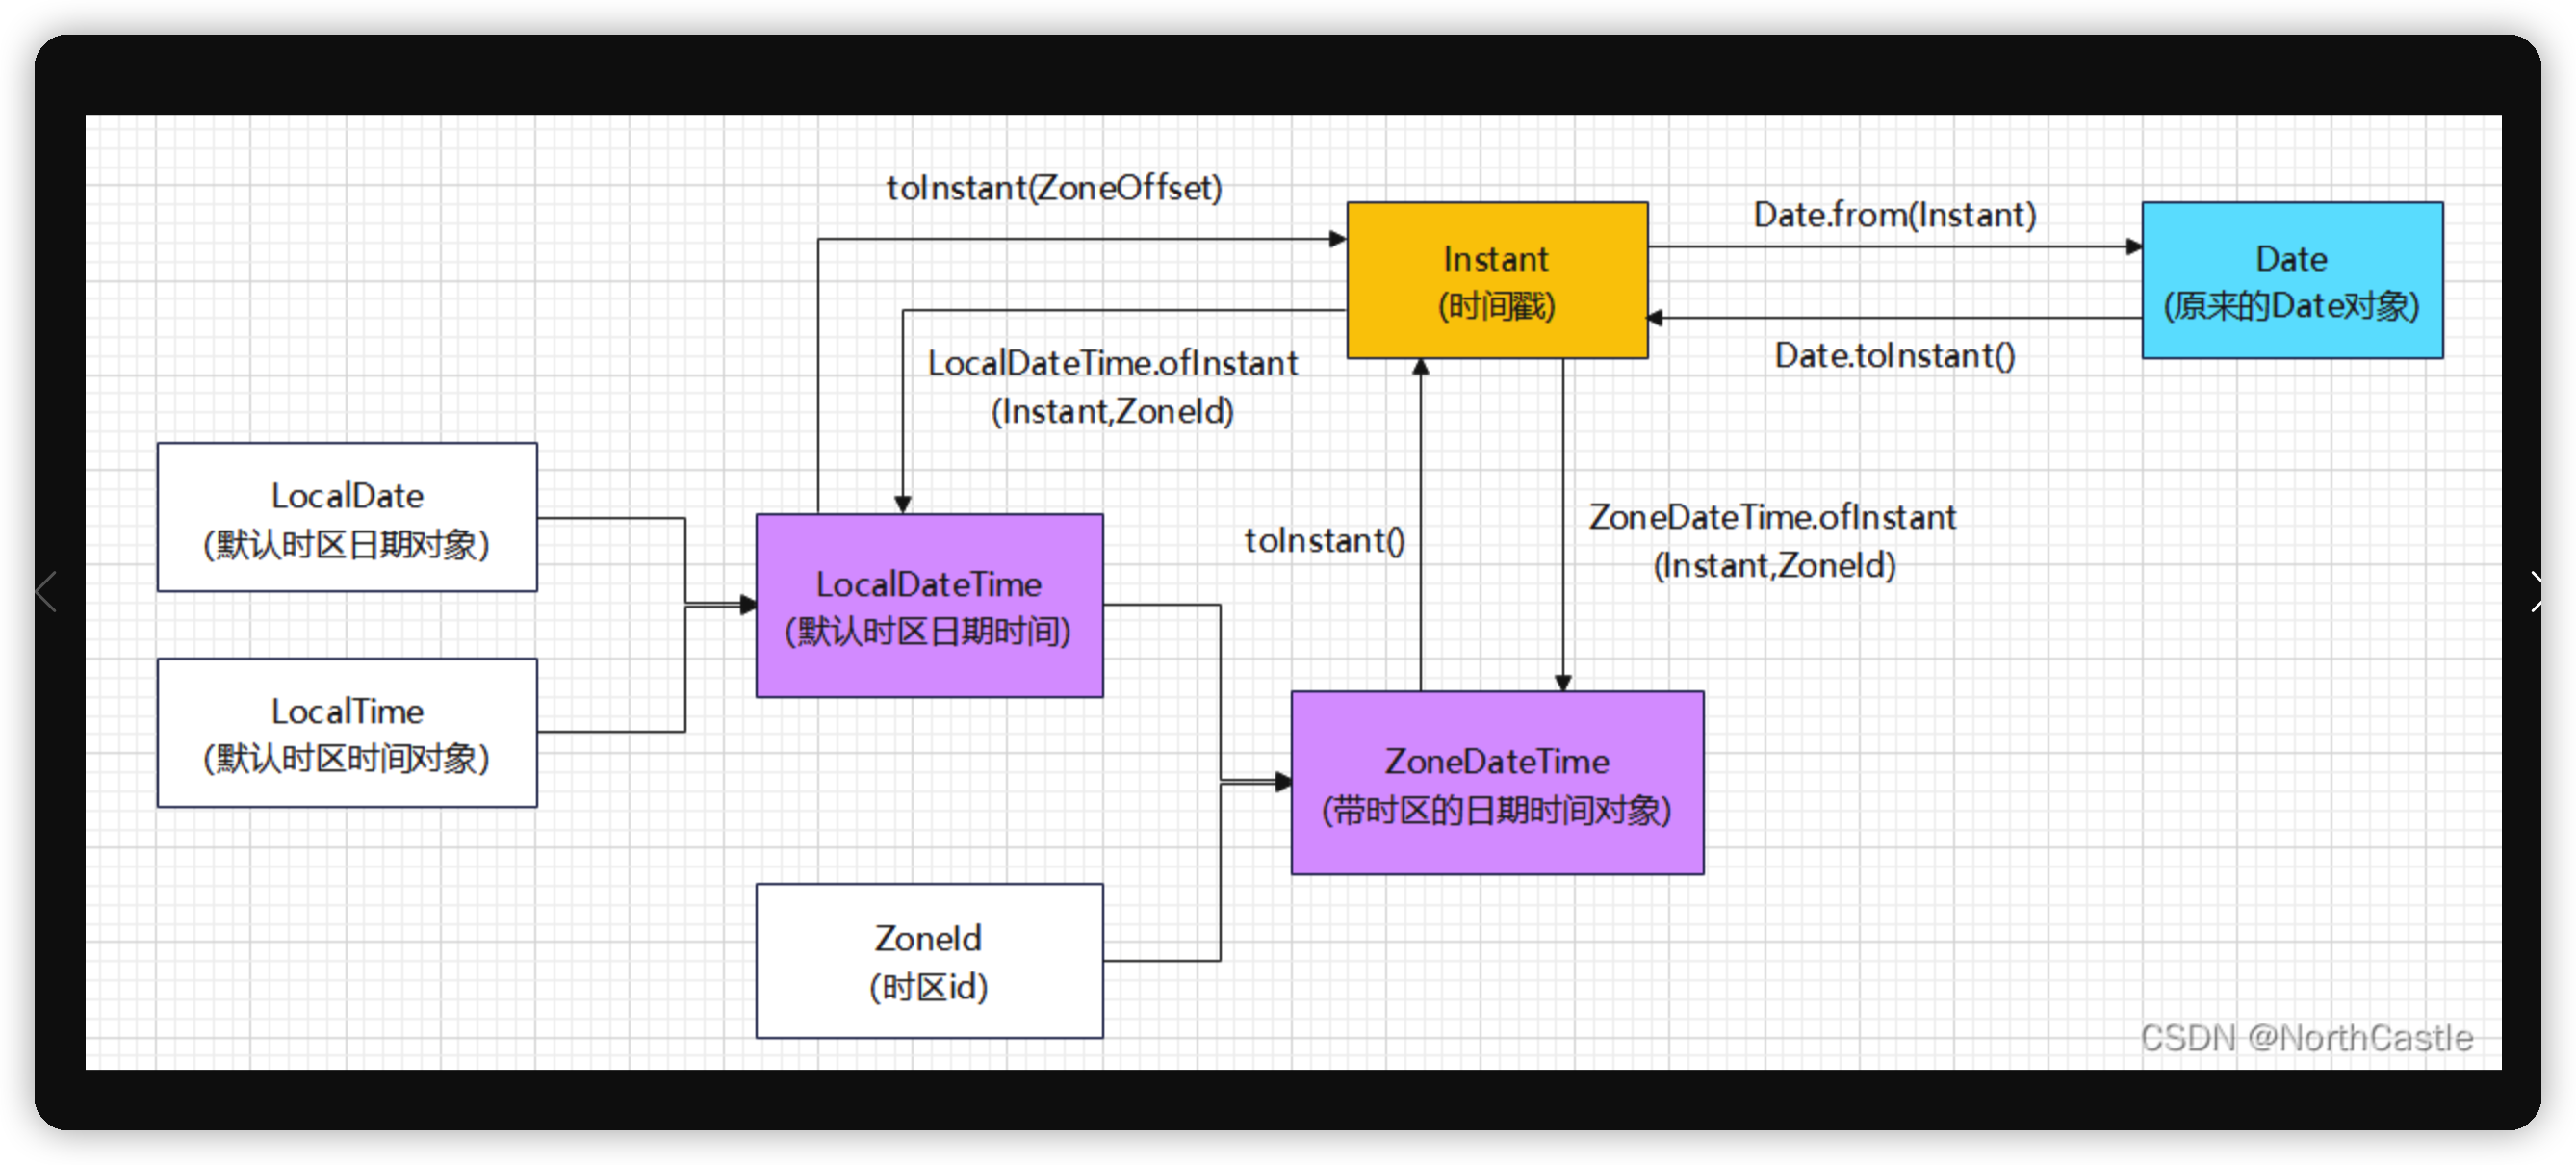 toInstant(ZoneOffset)
Instant
(时间戳)
Date.from(Instant)
Date
(原来的Date对象)
Date.toInstant()
LocalDateTime.ofInstant
(Instant,ZoneId)
LocalDate
(默认时区日期对象)
LocalTime
(默认时区时间对象)
LocalDateTime
(默认时区日期时间)
toInstant()
ZoneDateTime.ofInstant
(Instant,ZoneId)
ZoneDateTime
(带时区的日期时间对象)
ZoneId
(时区id)
CSDN @NorthCastle